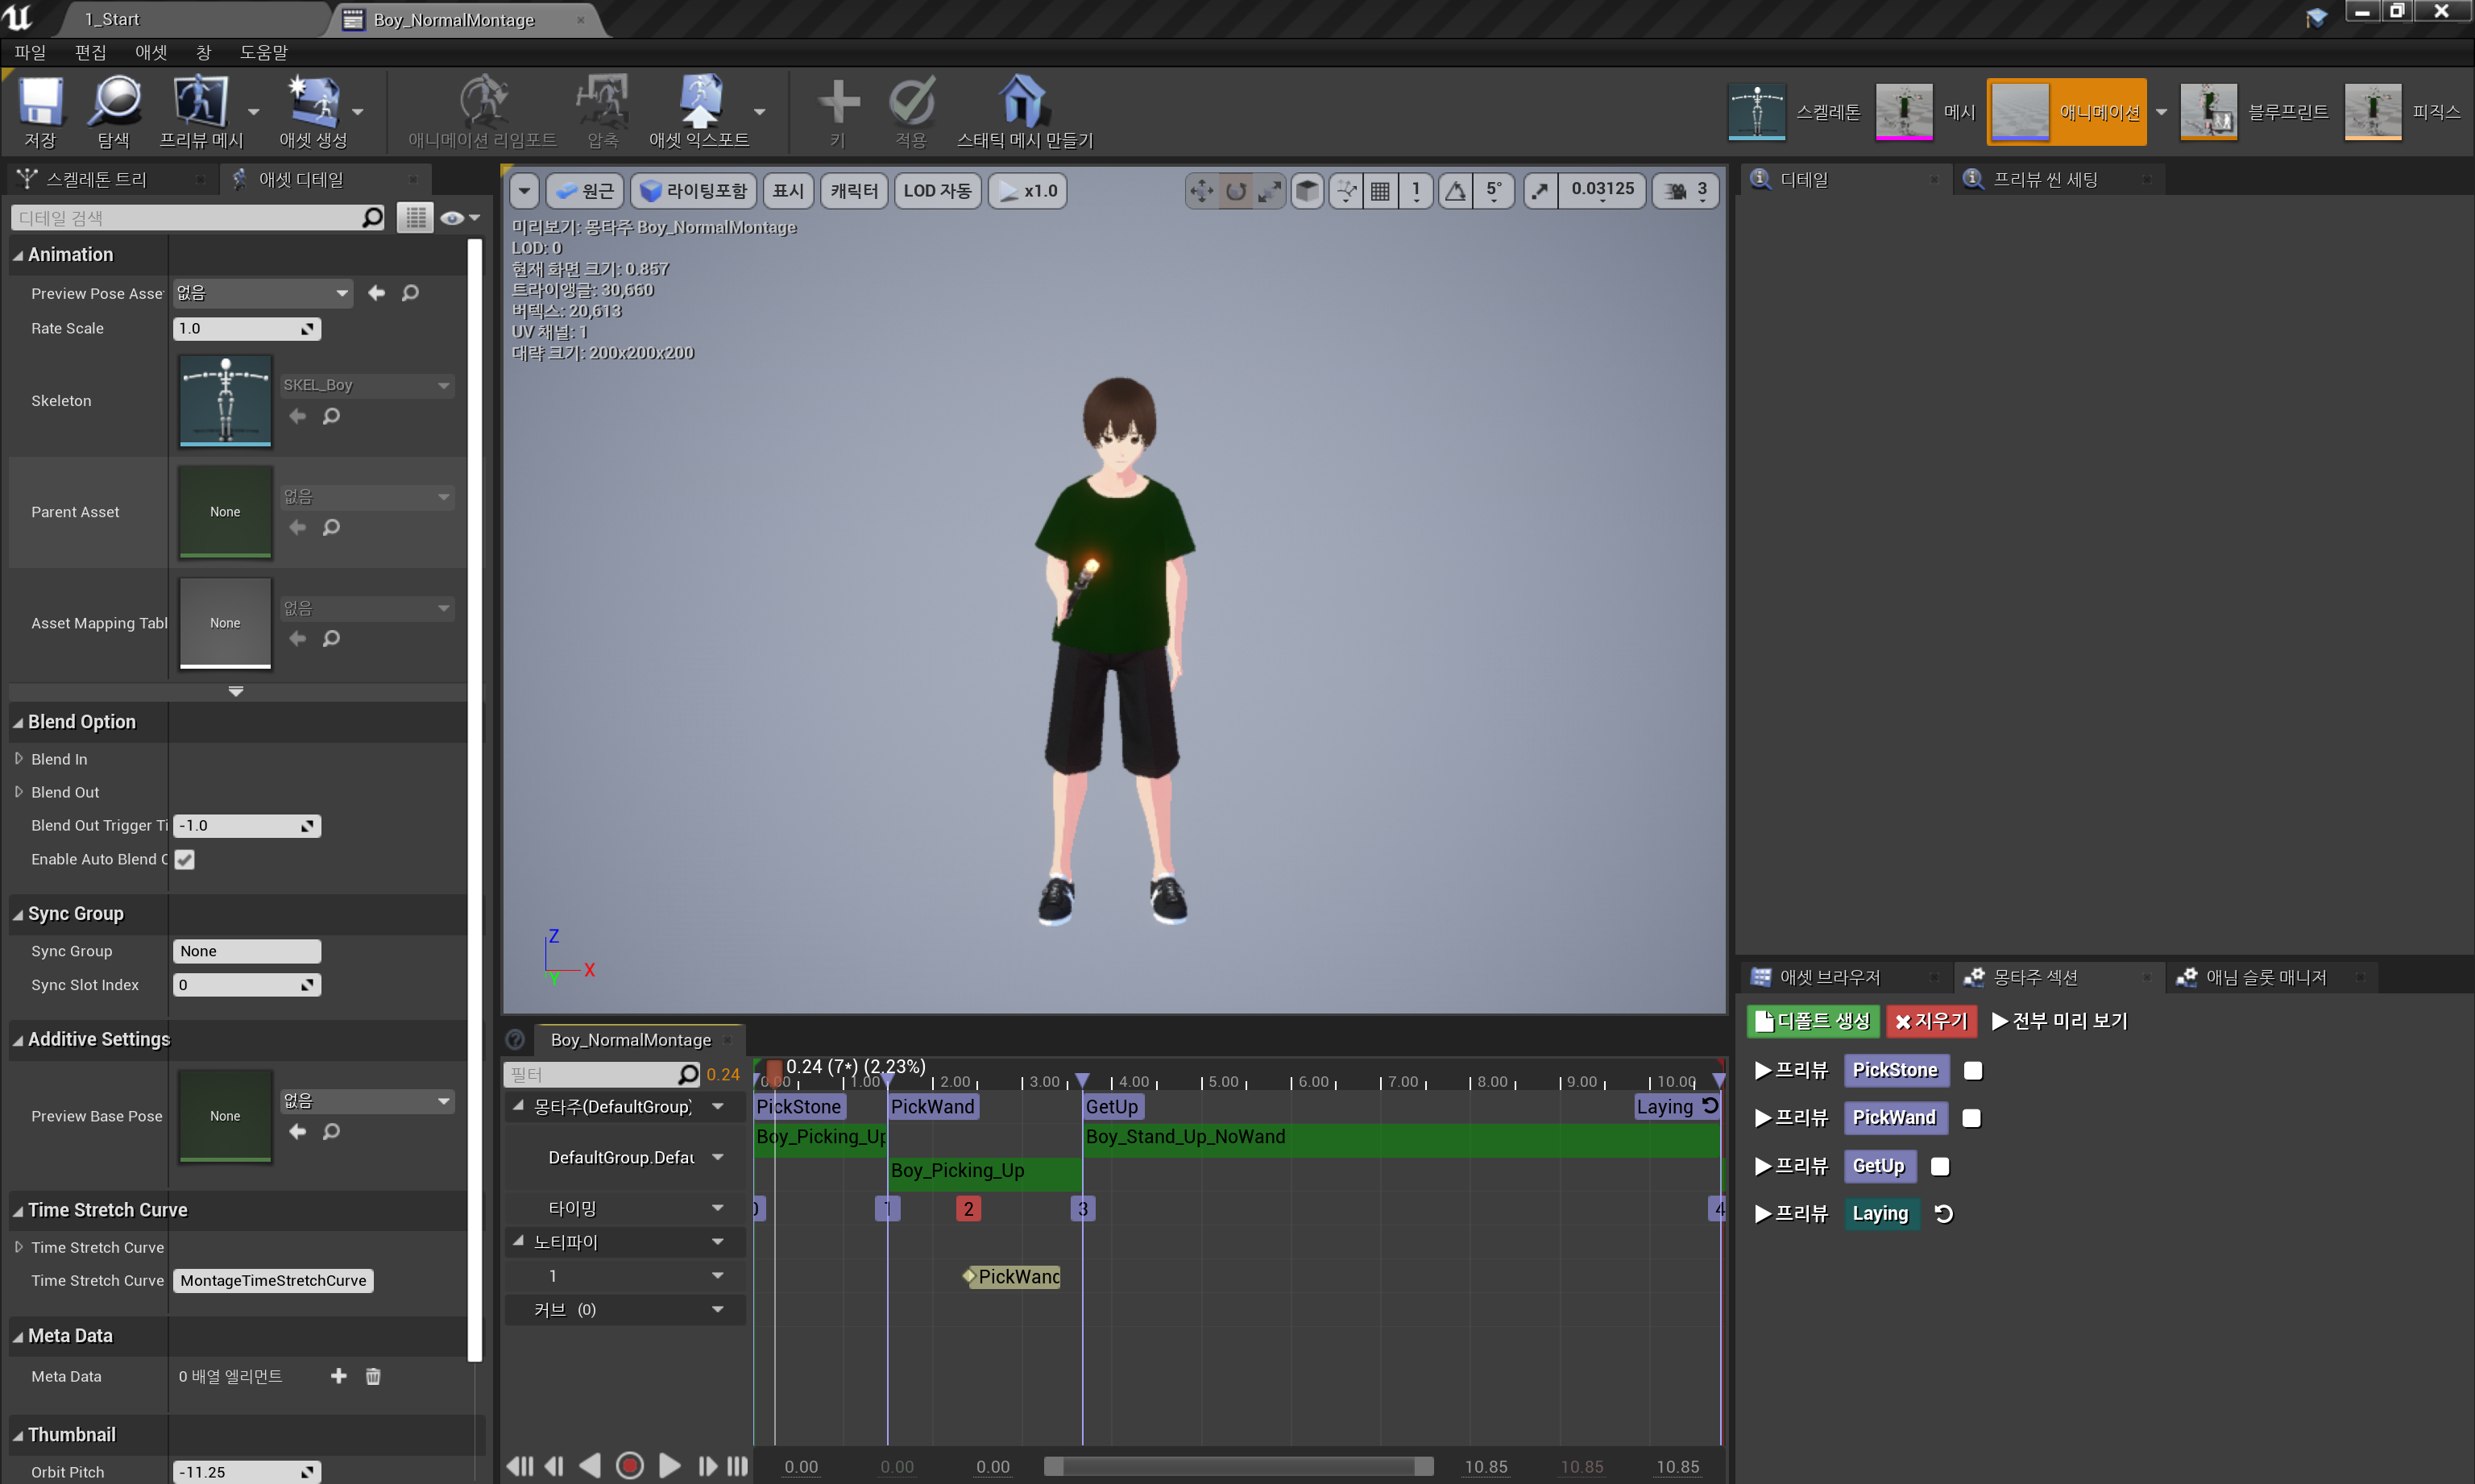 1_Start
Boy_NormalMontage
파일 편집 애셋 창 도움말
저장 탐색 프리뷰 메시 애셋 생성 애니메이션 리임포트 압축 애셋 익스포트 키 적용 스태틱 메시 만들기
스켈레톤 메시 애니메이션 블루프린트 피직스
스켈레톤 트리 애셋 디테일
디테일 검색
Animation
Preview Pose Asse 없음
Rate Scale 1.0
Skeleton SKEL_Boy
Parent Asset None 없음
Asset Mapping Tabl None 없음
Blend Option
Blend In
Blend Out
Blend Out Trigger Ti -1.0
Enable Auto Blend O
Sync Group
Sync Group None
Sync Slot Index 0
Additive Settings
Preview Base Pose None 없음
Time Stretch Curve
Time Stretch Curve
Time Stretch Curve MontageTimeStretchCurve
Meta Data
Meta Data 0 배열 엘리먼트
Thumbnail
Orbit Pitch -11.25
원근 라이팅포함 표시 캐릭터 LOD 자동 x1.0 1 5° 0.03125 3
미리보기: 몽타주 Boy_NormalMontage
LOD: 0
현재 화면 크기: 0.857
트라이앵글: 30,660
버텍스: 20,613
UV 채널: 1
대략 크기: 200x200x200
Z
X
Y
Boy_NormalMontage
필터 0.24
0.24 (7*) (2.23%)
0.00 1.00 2.00 3.00 4.00 5.00 6.00 7.00 8.00 9.00 10.00
몽타주(DefaultGroup) PickStone PickWand GetUp Laying
Boy_Picking_Up Boy_Stand_Up_NoWand
DefaultGroup.Defau Boy_Picking_Up
타이밍 0 1 2 3 4
노티파이
1 PickWand
커브 (0)
0.00 0.00 0.00 10.85 10.85 10.85
디테일 프리뷰 씬 세팅
애셋 브라우저 몽타주 섹션 애님 슬롯 매니저
디폴트 생성 지우기 전부 미리 보기
프리뷰 PickStone
프리뷰 PickWand
프리뷰 GetUp
프리뷰 Laying